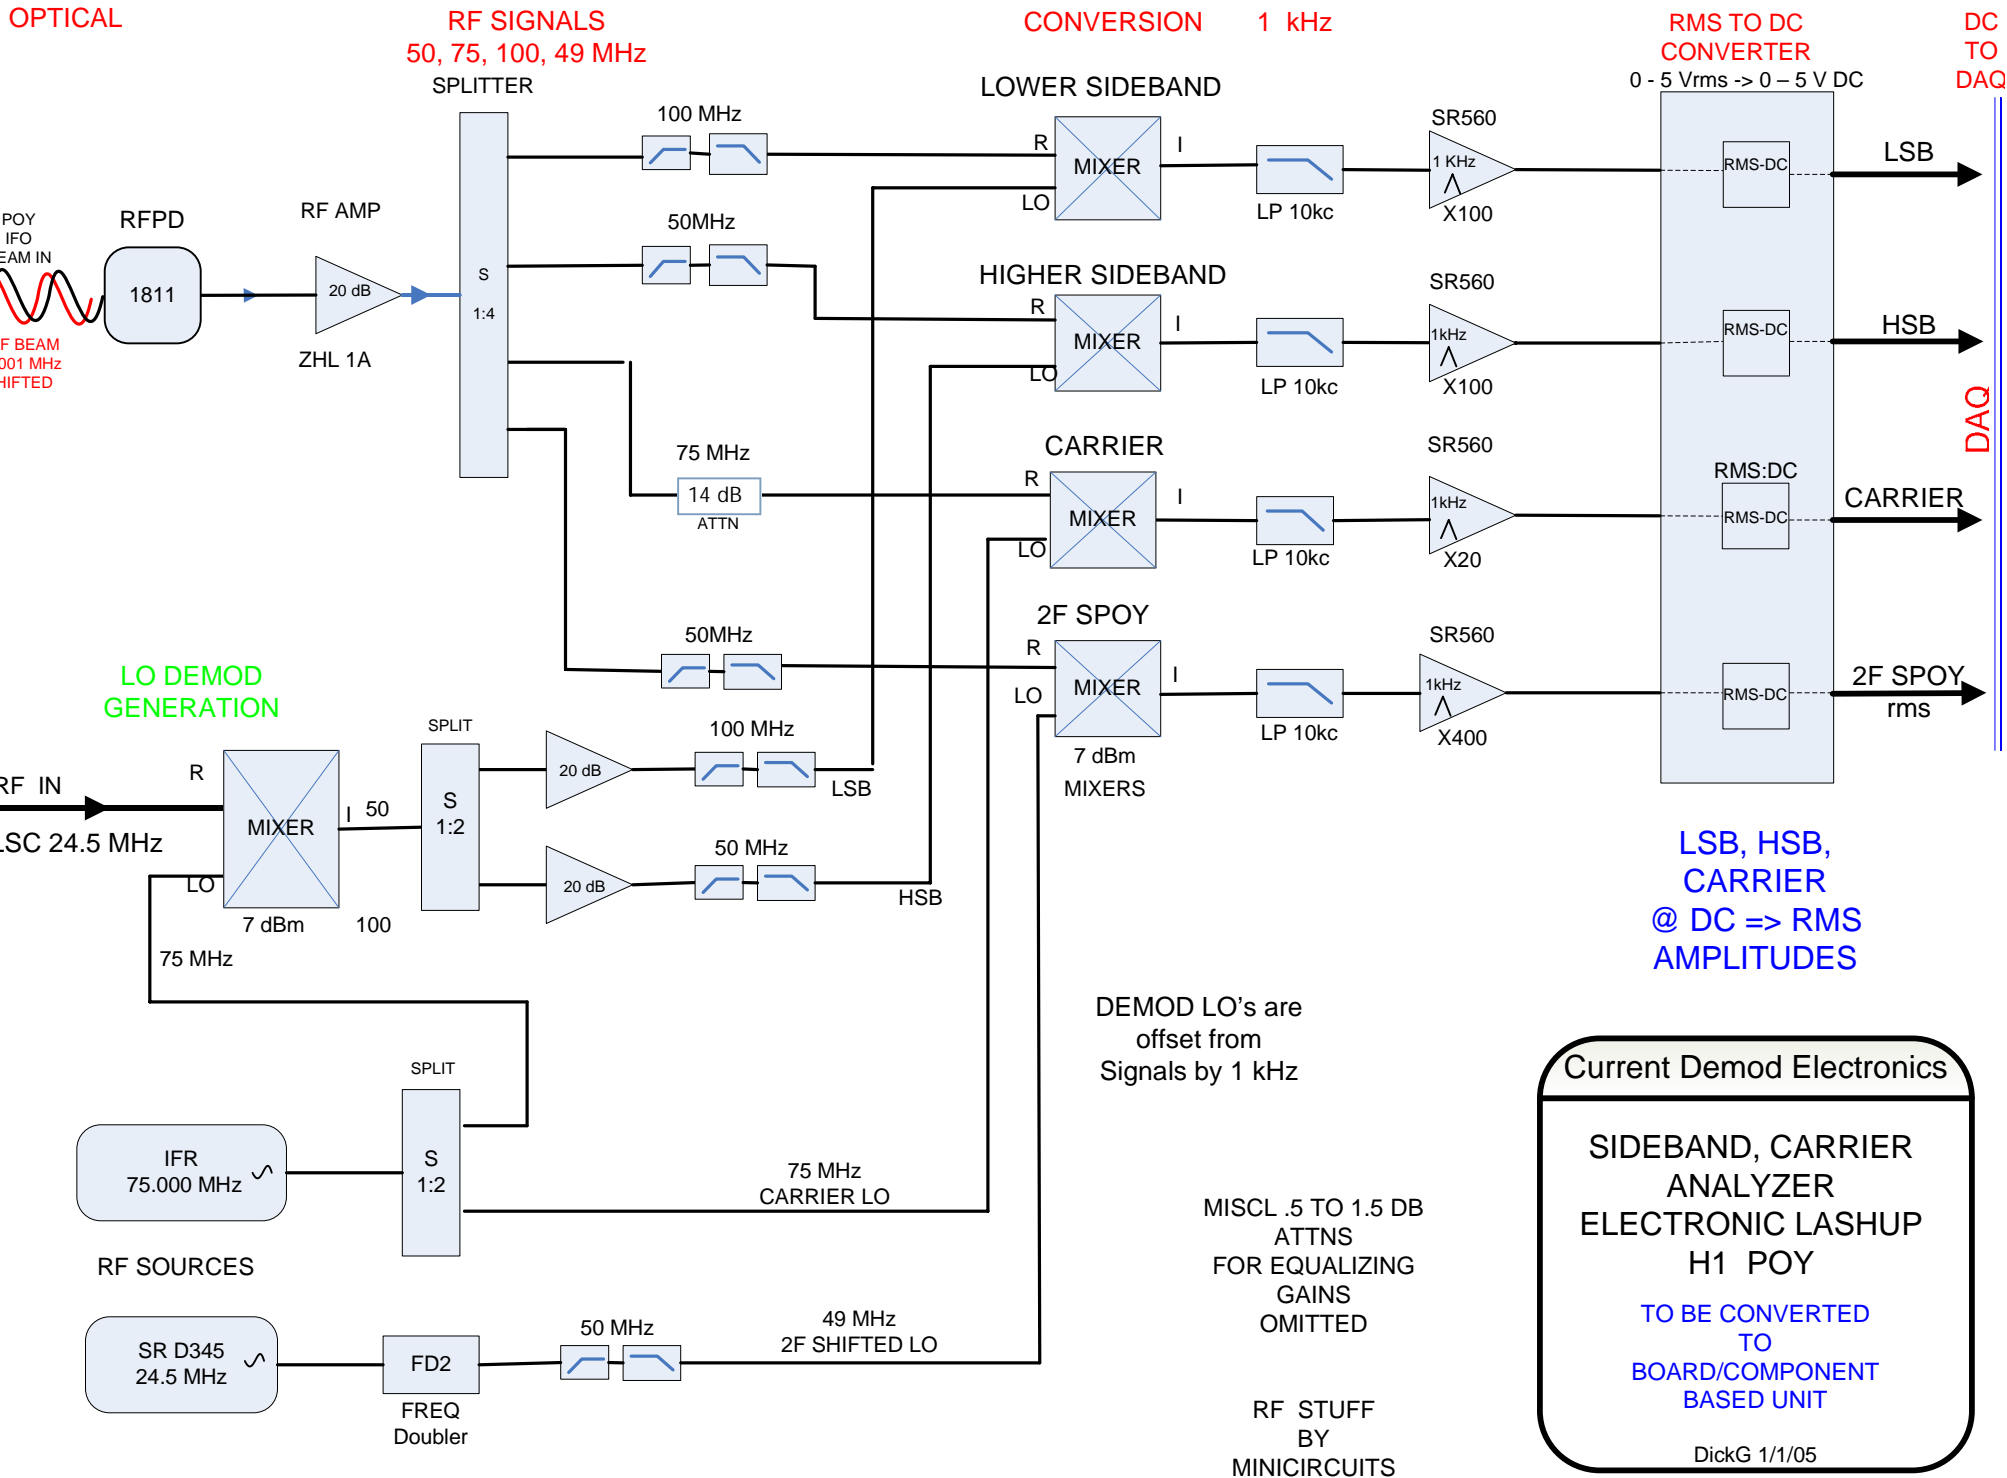 OPTICAL
RF SIGNALS
50, 75, 100, 49 MHz
CONVERSION 1 kHz
RMS TO DC
CONVERTER
0 - 5 Vrms -> 0 – 5 V DC
DC
TO
DAQ
SPLITTER
S
1:4
POY
IFO
EAM IN
RFPD
1811
F BEAM
001 MHz
HIFTED
RF AMP
20 dB
ZHL 1A
100 MHz
LOWER SIDEBAND
R
LO
MIXER
I
LP 10kc
SR560
1 KHz
X100
RMS-DC
LSB
50MHz
HIGHER SIDEBAND
R
LO
MIXER
I
LP 10kc
SR560
1kHz
X100
RMS-DC
HSB
DAQ
75 MHz
14 dB
ATTN
CARRIER
R
LO
MIXER
I
LP 10kc
SR560
1kHz
X20
RMS:DC
RMS-DC
CARRIER
50MHz
2F SPOY
R
LO
MIXER
I
7 dBm
MIXERS
LP 10kc
SR560
1kHz
X400
RMS-DC
2F SPOY
rms
LO DEMOD
GENERATION
RF IN
LSC 24.5 MHz
R
LO
MIXER
I
50
7 dBm
100
75 MHz
SPLIT
S
1:2
20 dB
100 MHz
LSB
20 dB
50 MHz
HSB
LSB, HSB,
CARRIER
@ DC => RMS
AMPLITUDES
DEMOD LO's are
offset from
Signals by 1 kHz
SPLIT
S
1:2
IFR
75.000 MHz
75 MHz
CARRIER LO
RF SOURCES
SR D345
24.5 MHz
FD2
FREQ
Doubler
50 MHz
49 MHz
2F SHIFTED LO
MISCL .5 TO 1.5 DB
ATTNS
FOR EQUALIZING
GAINS
OMITTED
RF STUFF
BY
MINICIRCUITS
Current Demod Electronics
SIDEBAND, CARRIER
ANALYZER
ELECTRONIC LASHUP
H1 POY
TO BE CONVERTED
TO
BOARD/COMPONENT
BASED UNIT
DickG 1/1/05